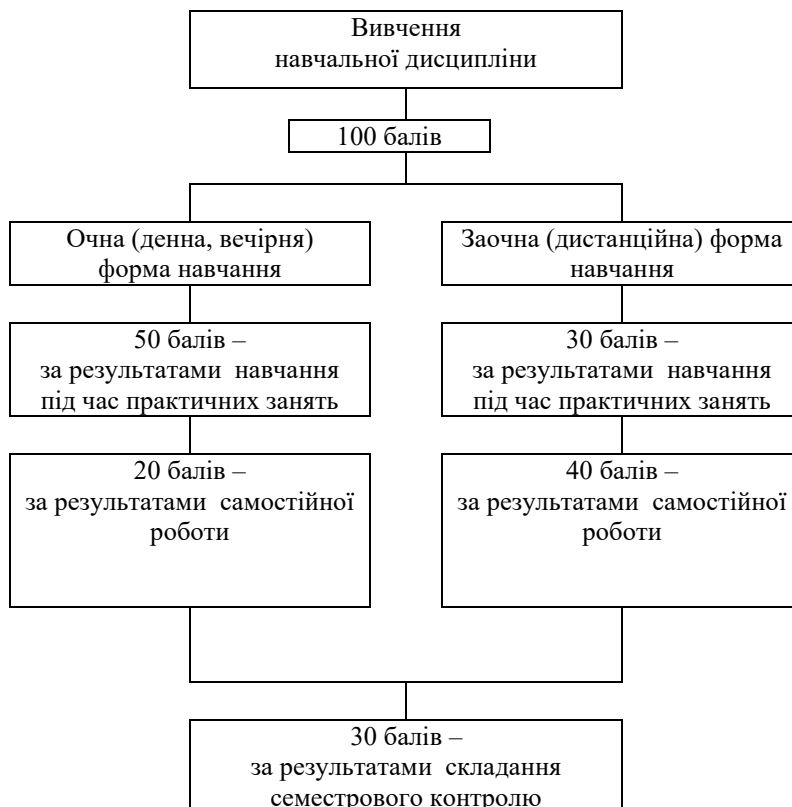 Вивчення
навчальної дисципліни
100 балів
Очна (денна, вечірня)
форма навчання
Заочна (дистанційна) форма
навчання
50 балів –
за результатами навчання
під час практичних занять
30 балів –
за результатами навчання
під час практичних занять
20 балів –
за результатами самостійної
роботи
40 балів –
за результатами самостійної
роботи
30 балів –
за результатами складання
семестрового контролю